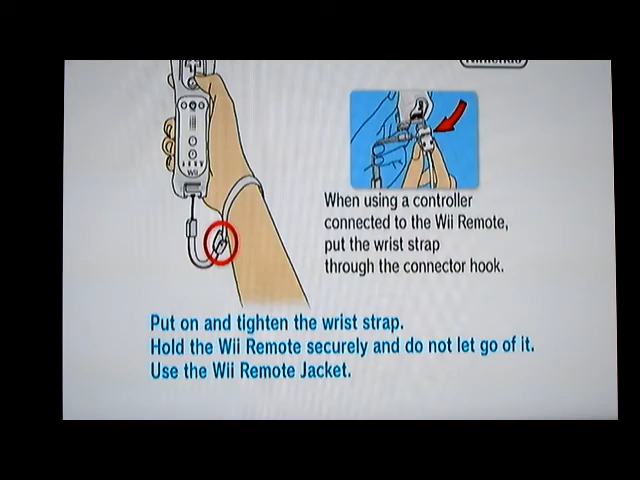 Nintendo
When using a controller
connected to the Wii Remote,
put the wrist strap
through the connector hook.
Wii
Put on and tighten the wrist strap.
Hold the Wii Remote securely and do not let go of it.
Use the Wii Remote Jacket.